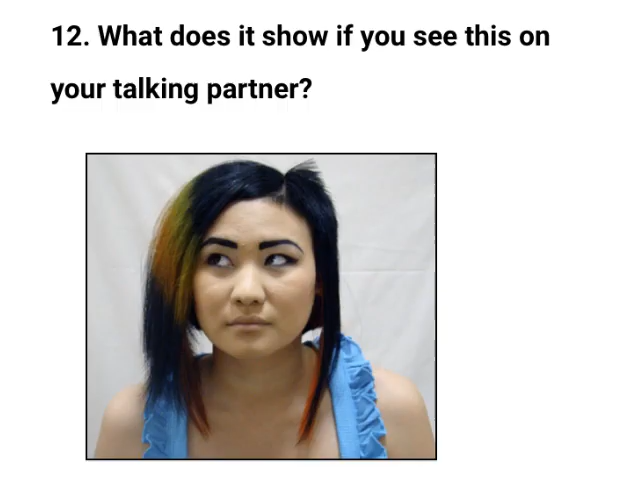 12. What does it show if you see this on
your talking partner?